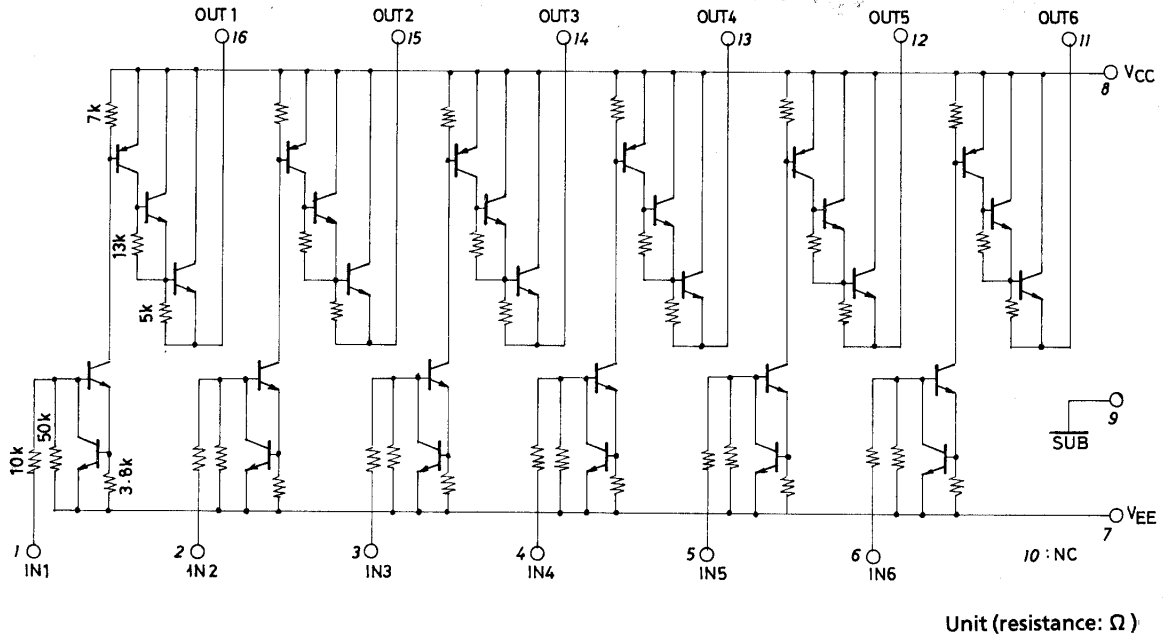 OUT 1 OUT2 OUT3 OUT4 OUT5 OUT6
16 15 14 13 12 11
VCC
8
7k
13k
5k
50k
10k
3.8k
9
SUB
VEE
7
1 2 3 4 5 6
IN1 IN2 IN3 IN4 IN5 IN6
10 : NC
Unit (resistance: Ω)